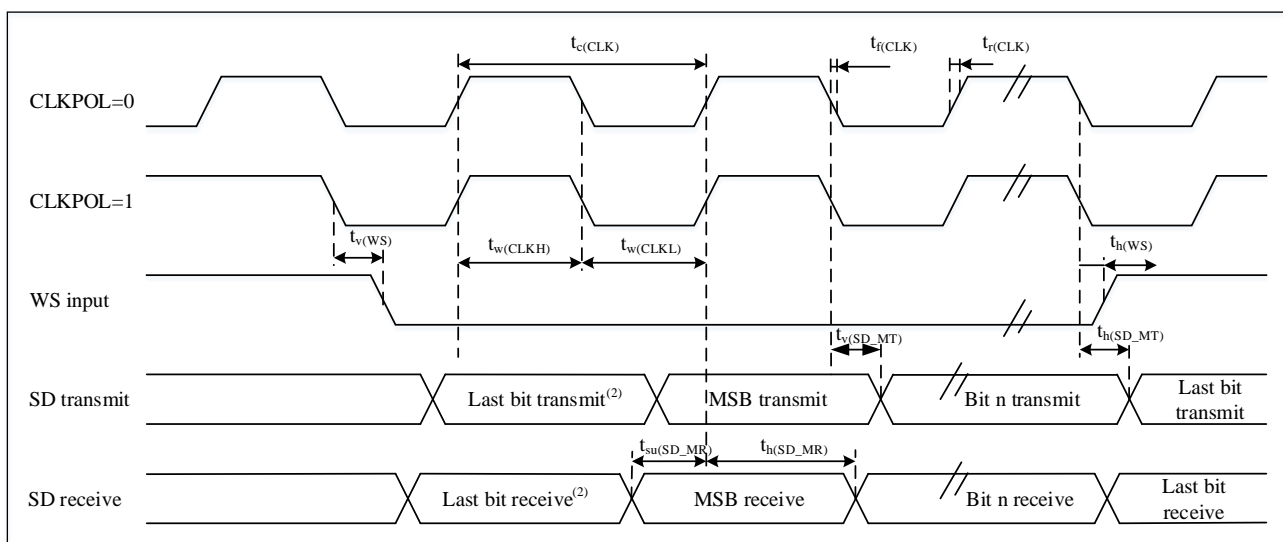 t_c(CLK)
t_f(CLK)
t_r(CLK)
CLKPOL=0
CLKPOL=1
t_v(WS)
t_w(CLKH)
t_w(CLKL)
t_h(WS)
WS input
t_v(SD_MT)
t_h(SD_MT)
SD transmit
Last bit transmit(2)
MSB transmit
Bit n transmit
Last bit
transmit
t_su(SD_MR)
t_h(SD_MR)
SD receive
Last bit receive(2)
MSB receive
Bit n receive
Last bit
receive